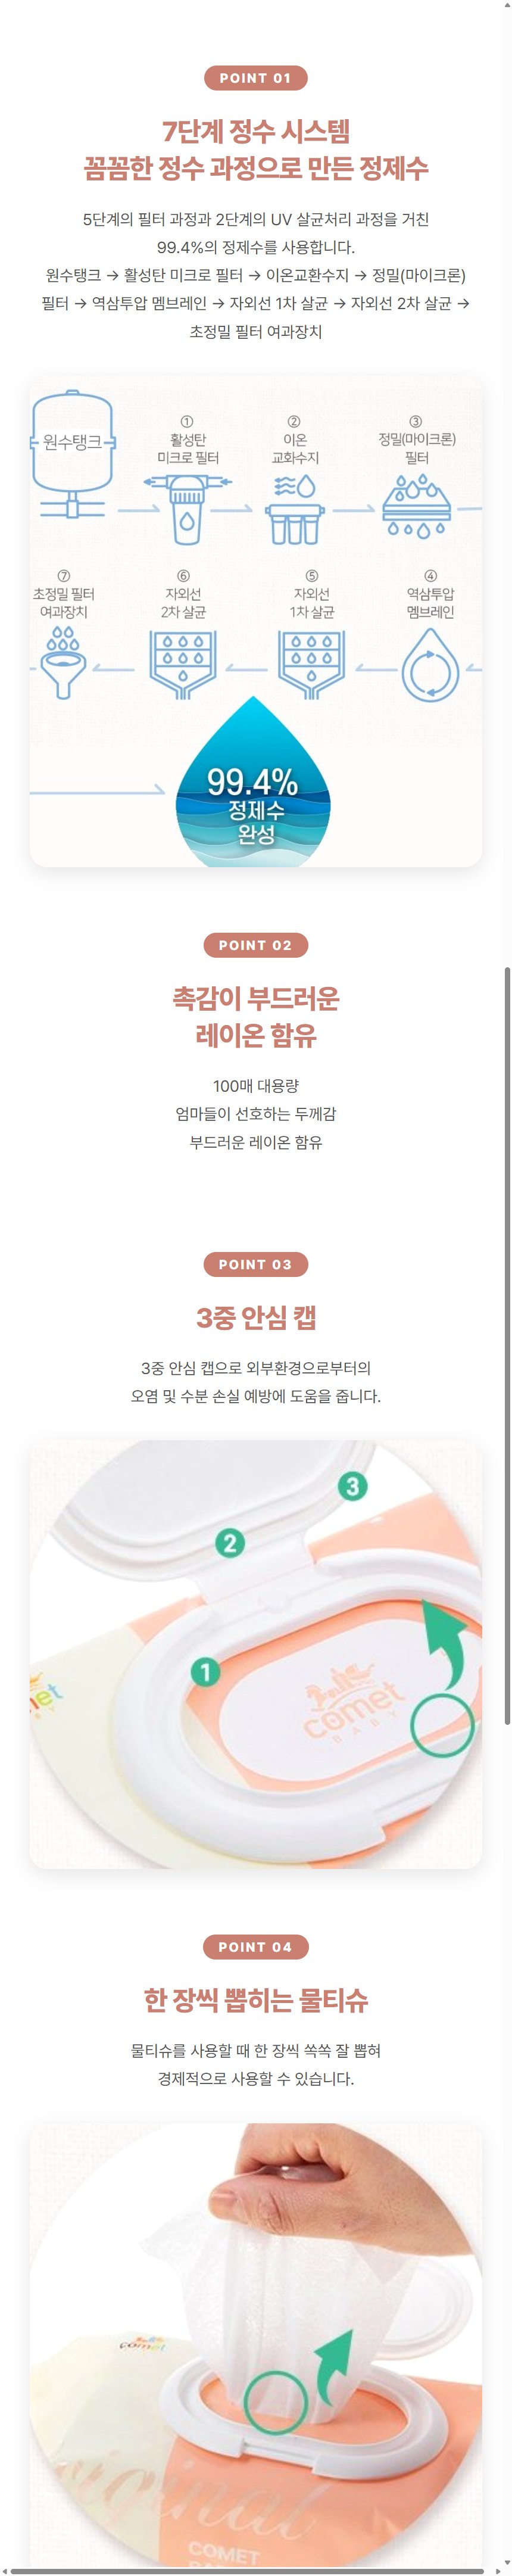 POINT 01
7단계 정수 시스템
꼼꼼한 정수 과정으로 만든 정제수
5단계의 필터 과정과 2단계의 UV 살균처리 과정을 거친
99.4%의 정제수를 사용합니다.
원수탱크 → 활성탄 미크로 필터 → 이온교환수지 → 정밀(마이크론)
필터 → 역삼투압 멤브레인 → 자외선 1차 살균 → 자외선 2차 살균 →
초정밀 필터 여과장치
원수탱크
①
활성탄
미크로 필터
②
이온
교화수지
③
정밀(마이크론)
필터
⑦
초정밀 필터
여과장치
⑥
자외선
2차 살균
⑤
자외선
1차 살균
④
역삼투압
멤브레인
99.4%
정제수
완성
POINT 02
촉감이 부드러운
레이온 함유
100매 대용량
엄마들이 선호하는 두께감
부드러운 레이온 함유
POINT 03
3중 안심 캡
3중 안심 캡으로 외부환경으로부터의
오염 및 수분 손실 예방에 도움을 줍니다.
3
2
1
comet
BABY
POINT 04
한 장씩 뽑히는 물티슈
물티슈를 사용할 때 한 장씩 쏙쏙 잘 뽑혀
경제적으로 사용할 수 있습니다.
comet
original
COMET